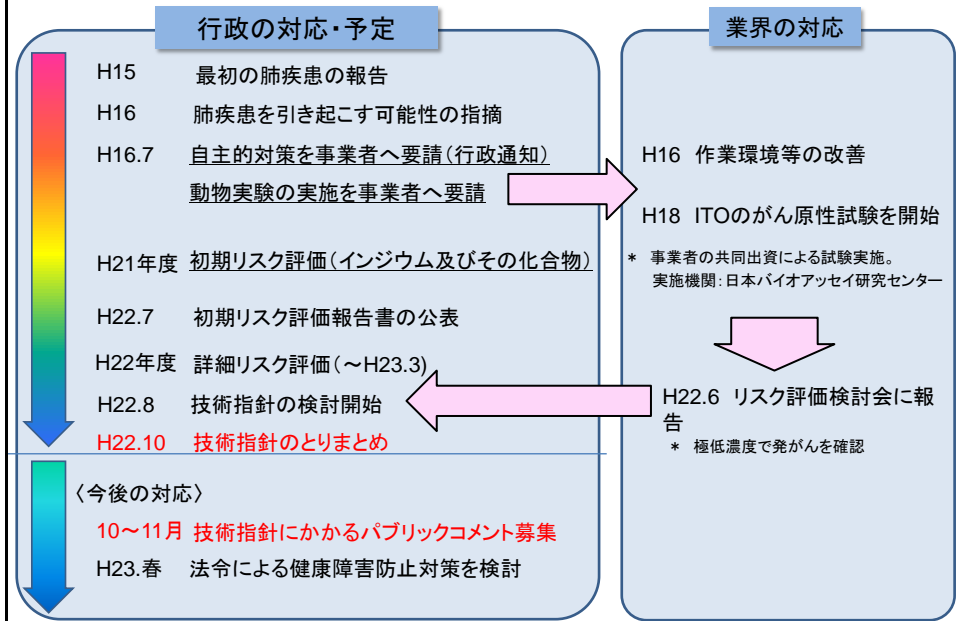 行政の対応・予定
H15 最初の肺疾患の報告
H16 肺疾患を引き起こす可能性の指摘
H16.7 自主的対策を事業者へ要請(行政通知)
動物実験の実施を事業者へ要請
H21年度 初期リスク評価(インジウム及びその化合物)
H22.7 初期リスク評価報告書の公表
H22年度 詳細リスク評価(～H23.3)
H22.8 技術指針の検討開始
H22.10 技術指針のとりまとめ
〈今後の対応〉
10～11月 技術指針にかかるパブリックコメント募集
H23.春 法令による健康障害防止対策を検討
業界の対応
H16 作業環境等の改善
H18 ITOのがん原性試験を開始
* 事業者の共同出資による試験実施。
実施機関:日本バイオアッセイ研究センター
H22.6 リスク評価検討会に報
告
* 極低濃度で発がんを確認